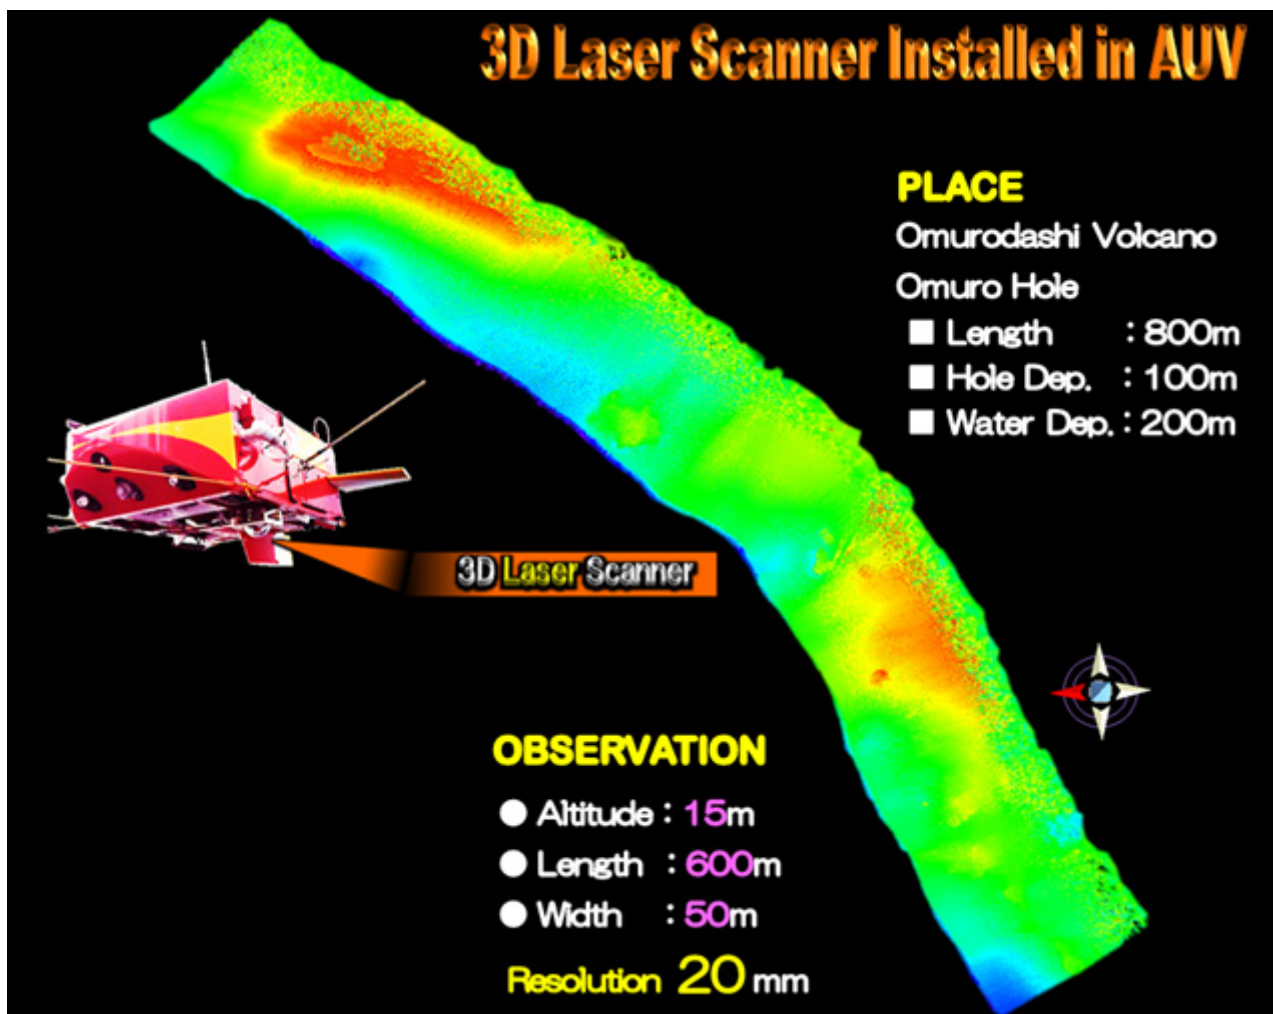 3D Laser Scanner Installed in AUV
PLACE
Omurodashi Volcano
Omuro Hole
■ Length : 800m
■ Hole Dep. : 100m
■ Water Dep. : 200m
3D Laser Scanner
OBSERVATION
● Altitude : 15m
● Length : 600m
● Width : 50m
Resolution 20 mm